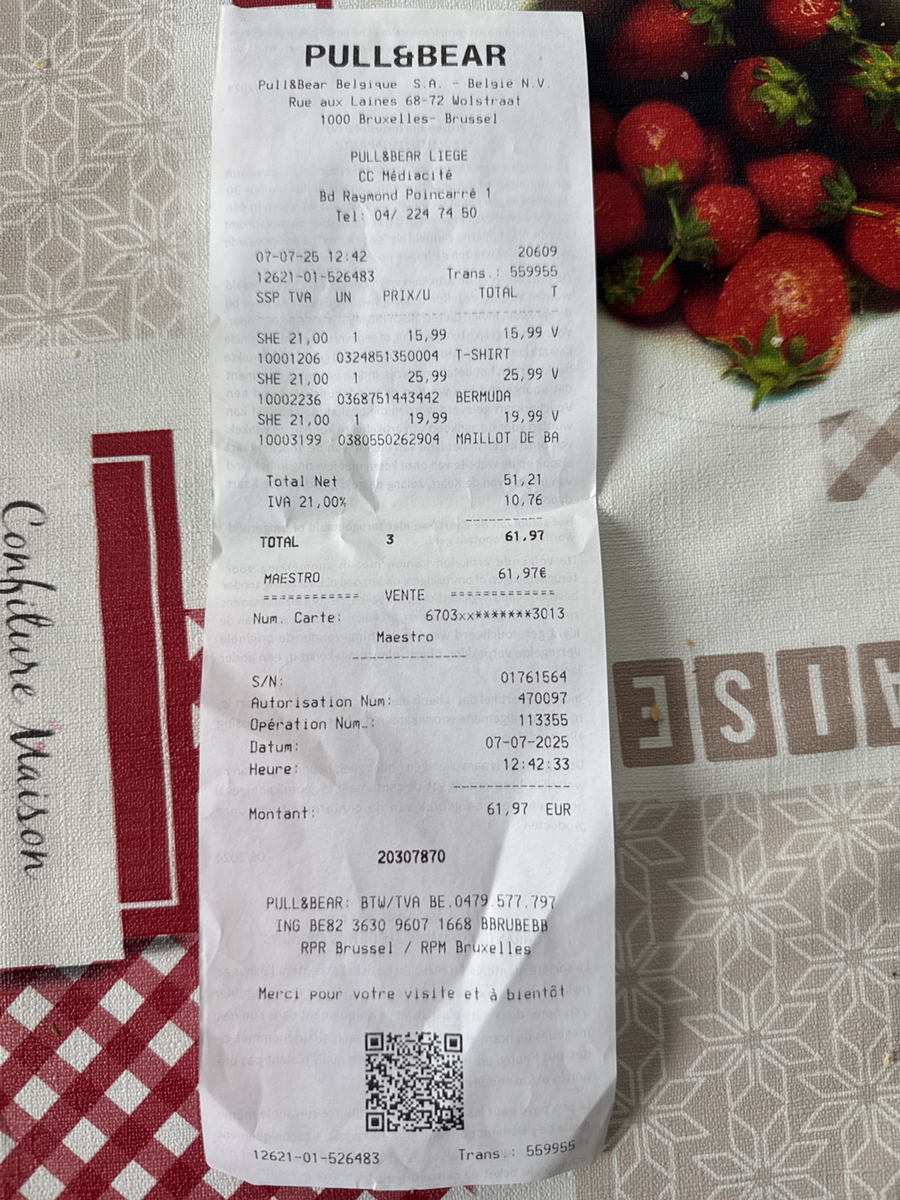 PULL&BEAR
Pull&Bear Belgique S.A. - Belgie N.V.
Rue aux Laines 68-72 Wolstraat
1000 Bruxelles- Brussel
PULL&BEAR LIEGE
CC Médiacité
Bd Raymond Poincarré 1
Tel: 04/ 224 74 50
07-07-25 12:42 20609
12621-01-526483 Trans.: 559955
SSP TVA UN PRIX/U TOTAL T
--------------------------------
SHE 21,00 1 15,99 15,99 V
10001206 0324851350004 T-SHIRT
SHE 21,00 1 25,99 25,99 V
10002236 0368751443442 BERMUDA
SHE 21,00 1 19,99 19,99 V
10003199 0380550262904 MAILLOT DE BA
Total Net 51,21
IVA 21,00% 10,76
----------
TOTAL 3 61,97
MAESTRO 61,97€
============ VENTE =============
Num. Carte: 6703xx*******3013
Maestro
--------------
S/N: 01761564
Autorisation Num: 470097
Opération Num.: 113355
Datum: 07-07-2025
Heure: 12:42:33
--------------
Montant: 61,97 EUR
20307870
PULL&BEAR: BTW/TVA BE.0479.577.797
ING BE82 3630 9607 1668 BBRUBEBB
RPR Brussel / RPM Bruxelles
Merci pour votre visite et à bientôt
12621-01-526483 Trans.: 559955
Confiture Maison
AISE